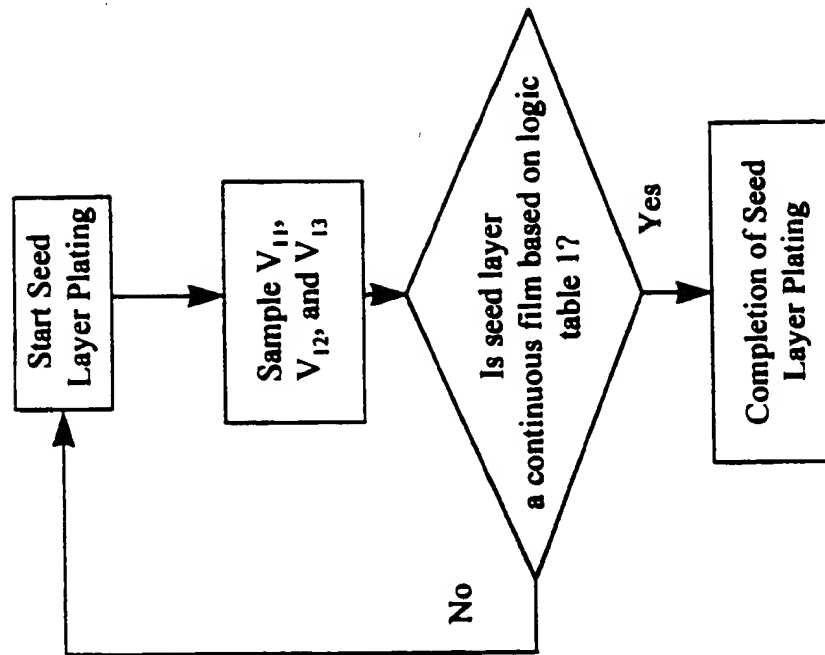 Start Seed
Layer Plating
Sample V₁₁,
V₁₂, and V₁₃
Is seed layer
a continuous film based on logic
table 1?
No
Yes
Completion of Seed
Layer Plating